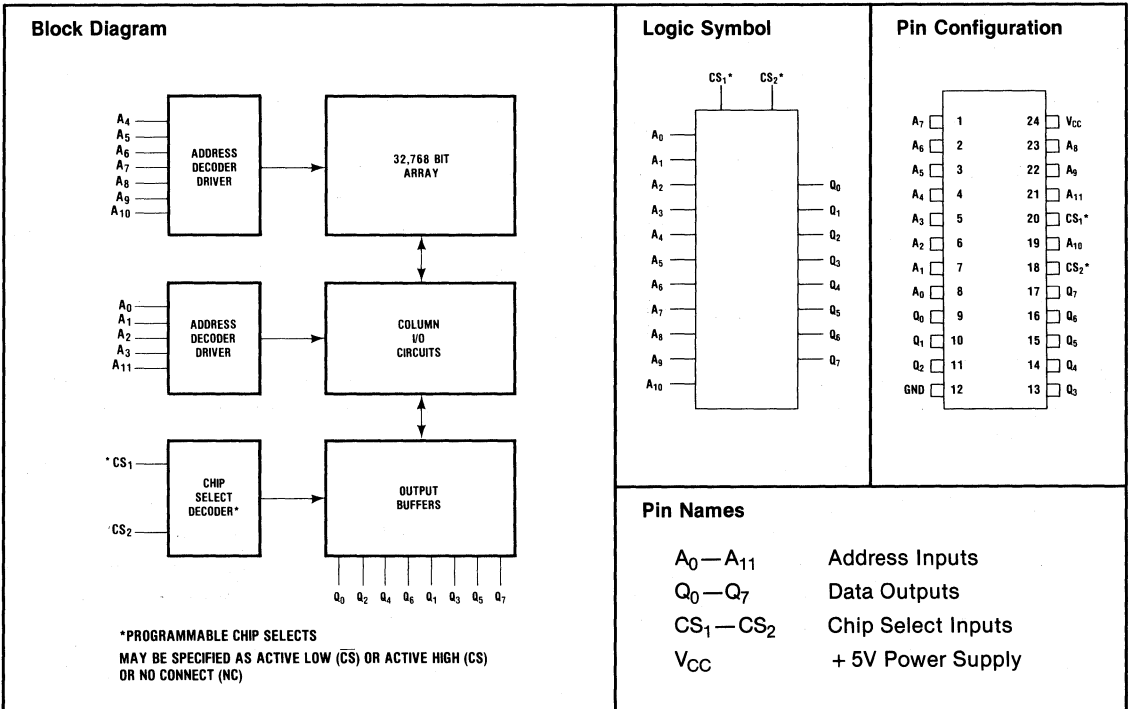 Block Diagram
A4
A5
A6
A7
A8
A9
A10
ADDRESS
DECODER
DRIVER
32,768 BIT
ARRAY
A0
A1
A2
A3
A11
ADDRESS
DECODER
DRIVER
COLUMN
I/O
CIRCUITS
*CS1
CS2
CHIP
SELECT
DECODER*
OUTPUT
BUFFERS
Q0 Q2 Q4 Q6 Q1 Q3 Q5 Q7
*PROGRAMMABLE CHIP SELECTS
MAY BE SPECIFIED AS ACTIVE LOW (C̅S̅) OR ACTIVE HIGH (CS)
OR NO CONNECT (NC)
Logic Symbol
CS1* CS2*
A0
A1
A2
A3
A4
A5
A6
A7
A8
A9
A10
Q0
Q1
Q2
Q3
Q4
Q5
Q6
Q7
Pin Configuration
A7 1 24 VCC
A6 2 23 A8
A5 3 22 A9
A4 4 21 A11
A3 5 20 CS1*
A2 6 19 A10
A1 7 18 CS2*
A0 8 17 Q7
Q0 9 16 Q6
Q1 10 15 Q5
Q2 11 14 Q4
GND 12 13 Q3
Pin Names
A0—A11 Address Inputs
Q0—Q7 Data Outputs
CS1—CS2 Chip Select Inputs
VCC +5V Power Supply